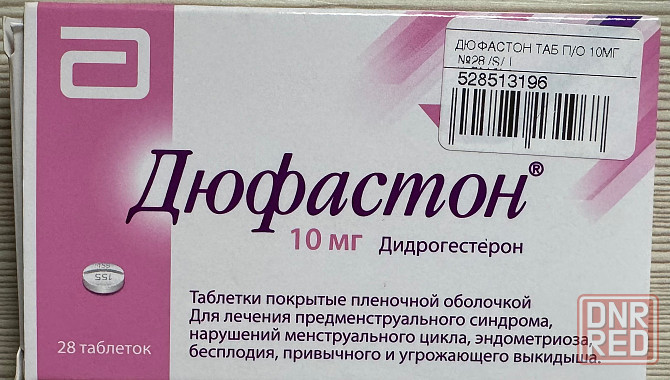 ДЮФАСТОН ТАБ П/О 10МГ
№28 /S/
528513196
Дюфастон®
10 мг Дидрогестерон
155
Таблетки покрытые пленочной оболочкой
Для лечения предменструального синдрома,
нарушений менструального цикла, эндометриоза,
бесплодия, привычного и угрожающего выкидыша.
28 таблеток
DNR
RED